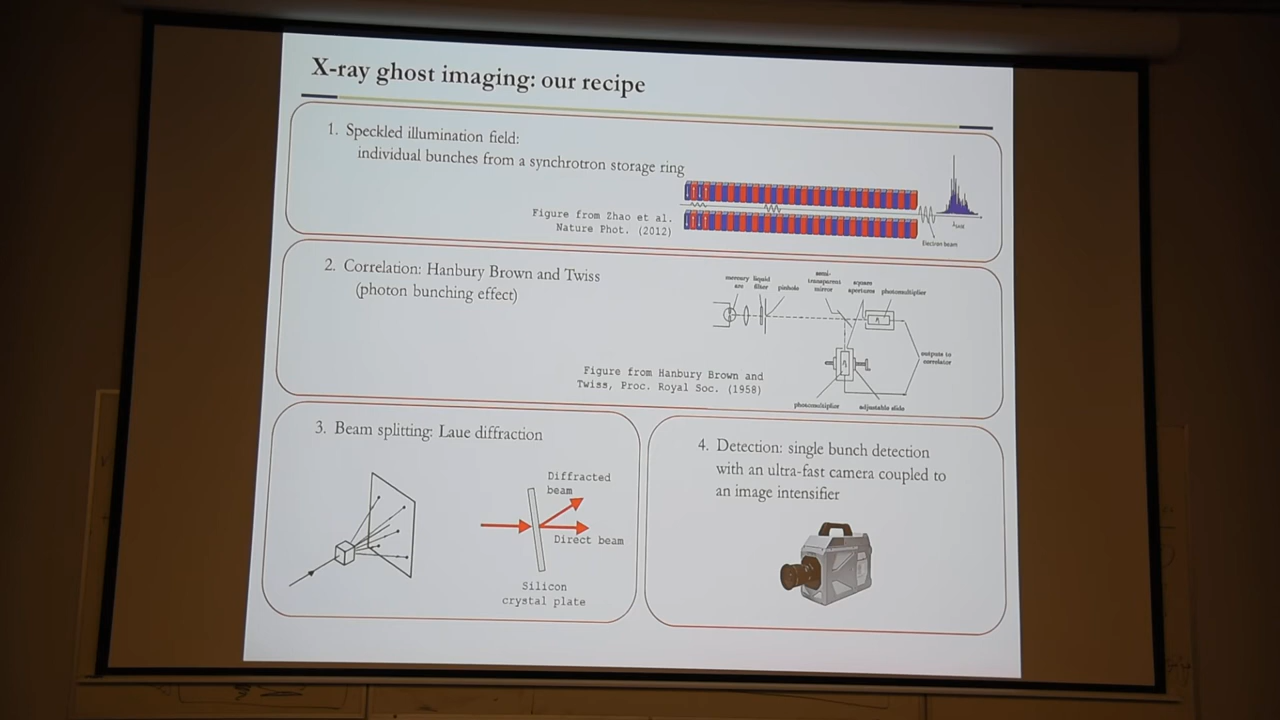 X-ray ghost imaging: our recipe
1. Speckled illumination field:
individual bunches from a synchrotron storage ring
Figure from Zhao et al.
Nature Phot. (2012)
Electron beam
2. Correlation: Hanbury Brown and Twiss
(photon bunching effect)
mercury arc
liquid filter
pinhole
semi-transparent mirror
square apertures
photomultiplier
outputs to correlator
photomultiplier
adjustable slide
Figure from Hanbury Brown and
Twiss, Proc. Royal Soc. (1958)
3. Beam splitting: Laue diffraction
Diffracted
beam
Direct beam
Silicon
crystal plate
4. Detection: single bunch detection
with an ultra-fast camera coupled to
an image intensifier